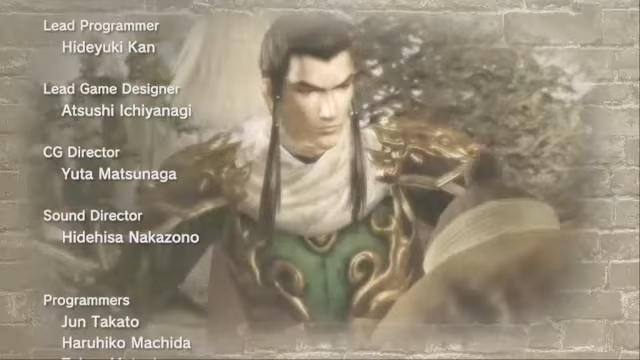 Lead Programmer
Hideyuki Kan
Lead Game Designer
Atsushi Ichiyanagi
CG Director
Yuta Matsunaga
Sound Director
Hidehisa Nakazono
Programmers
Jun Takato
Haruhiko Machida